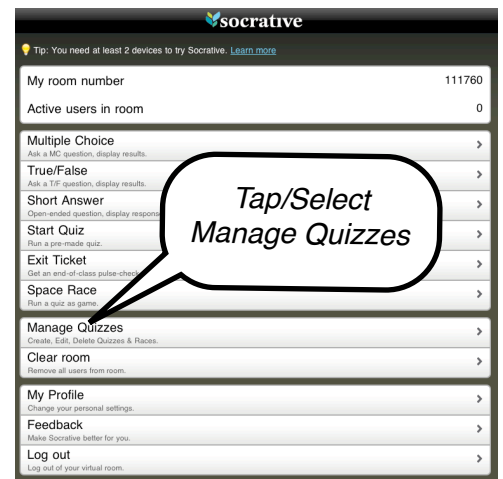 socrative
Tip: You need at least 2 devices to try Socrative. Learn more
My room number 111760
Active users in room 0
Multiple Choice
Ask a MC question, display results.
True/False
Ask a T/F question, display results.
Short Answer
Open-ended question, display
Start Quiz
Run a pre-made quiz.
Exit Ticket
Get an end-of-class pulse-check
Space Race
Run a quiz as game.
Tap/Select
Manage Quizzes
Manage Quizzes
Create, Edit, Delete Quizzes & Races.
Clear room
Remove all users from room.
My Profile
Change your personal settings.
Feedback
Make Socrative better for you.
Log out
Log out of your virtual room.